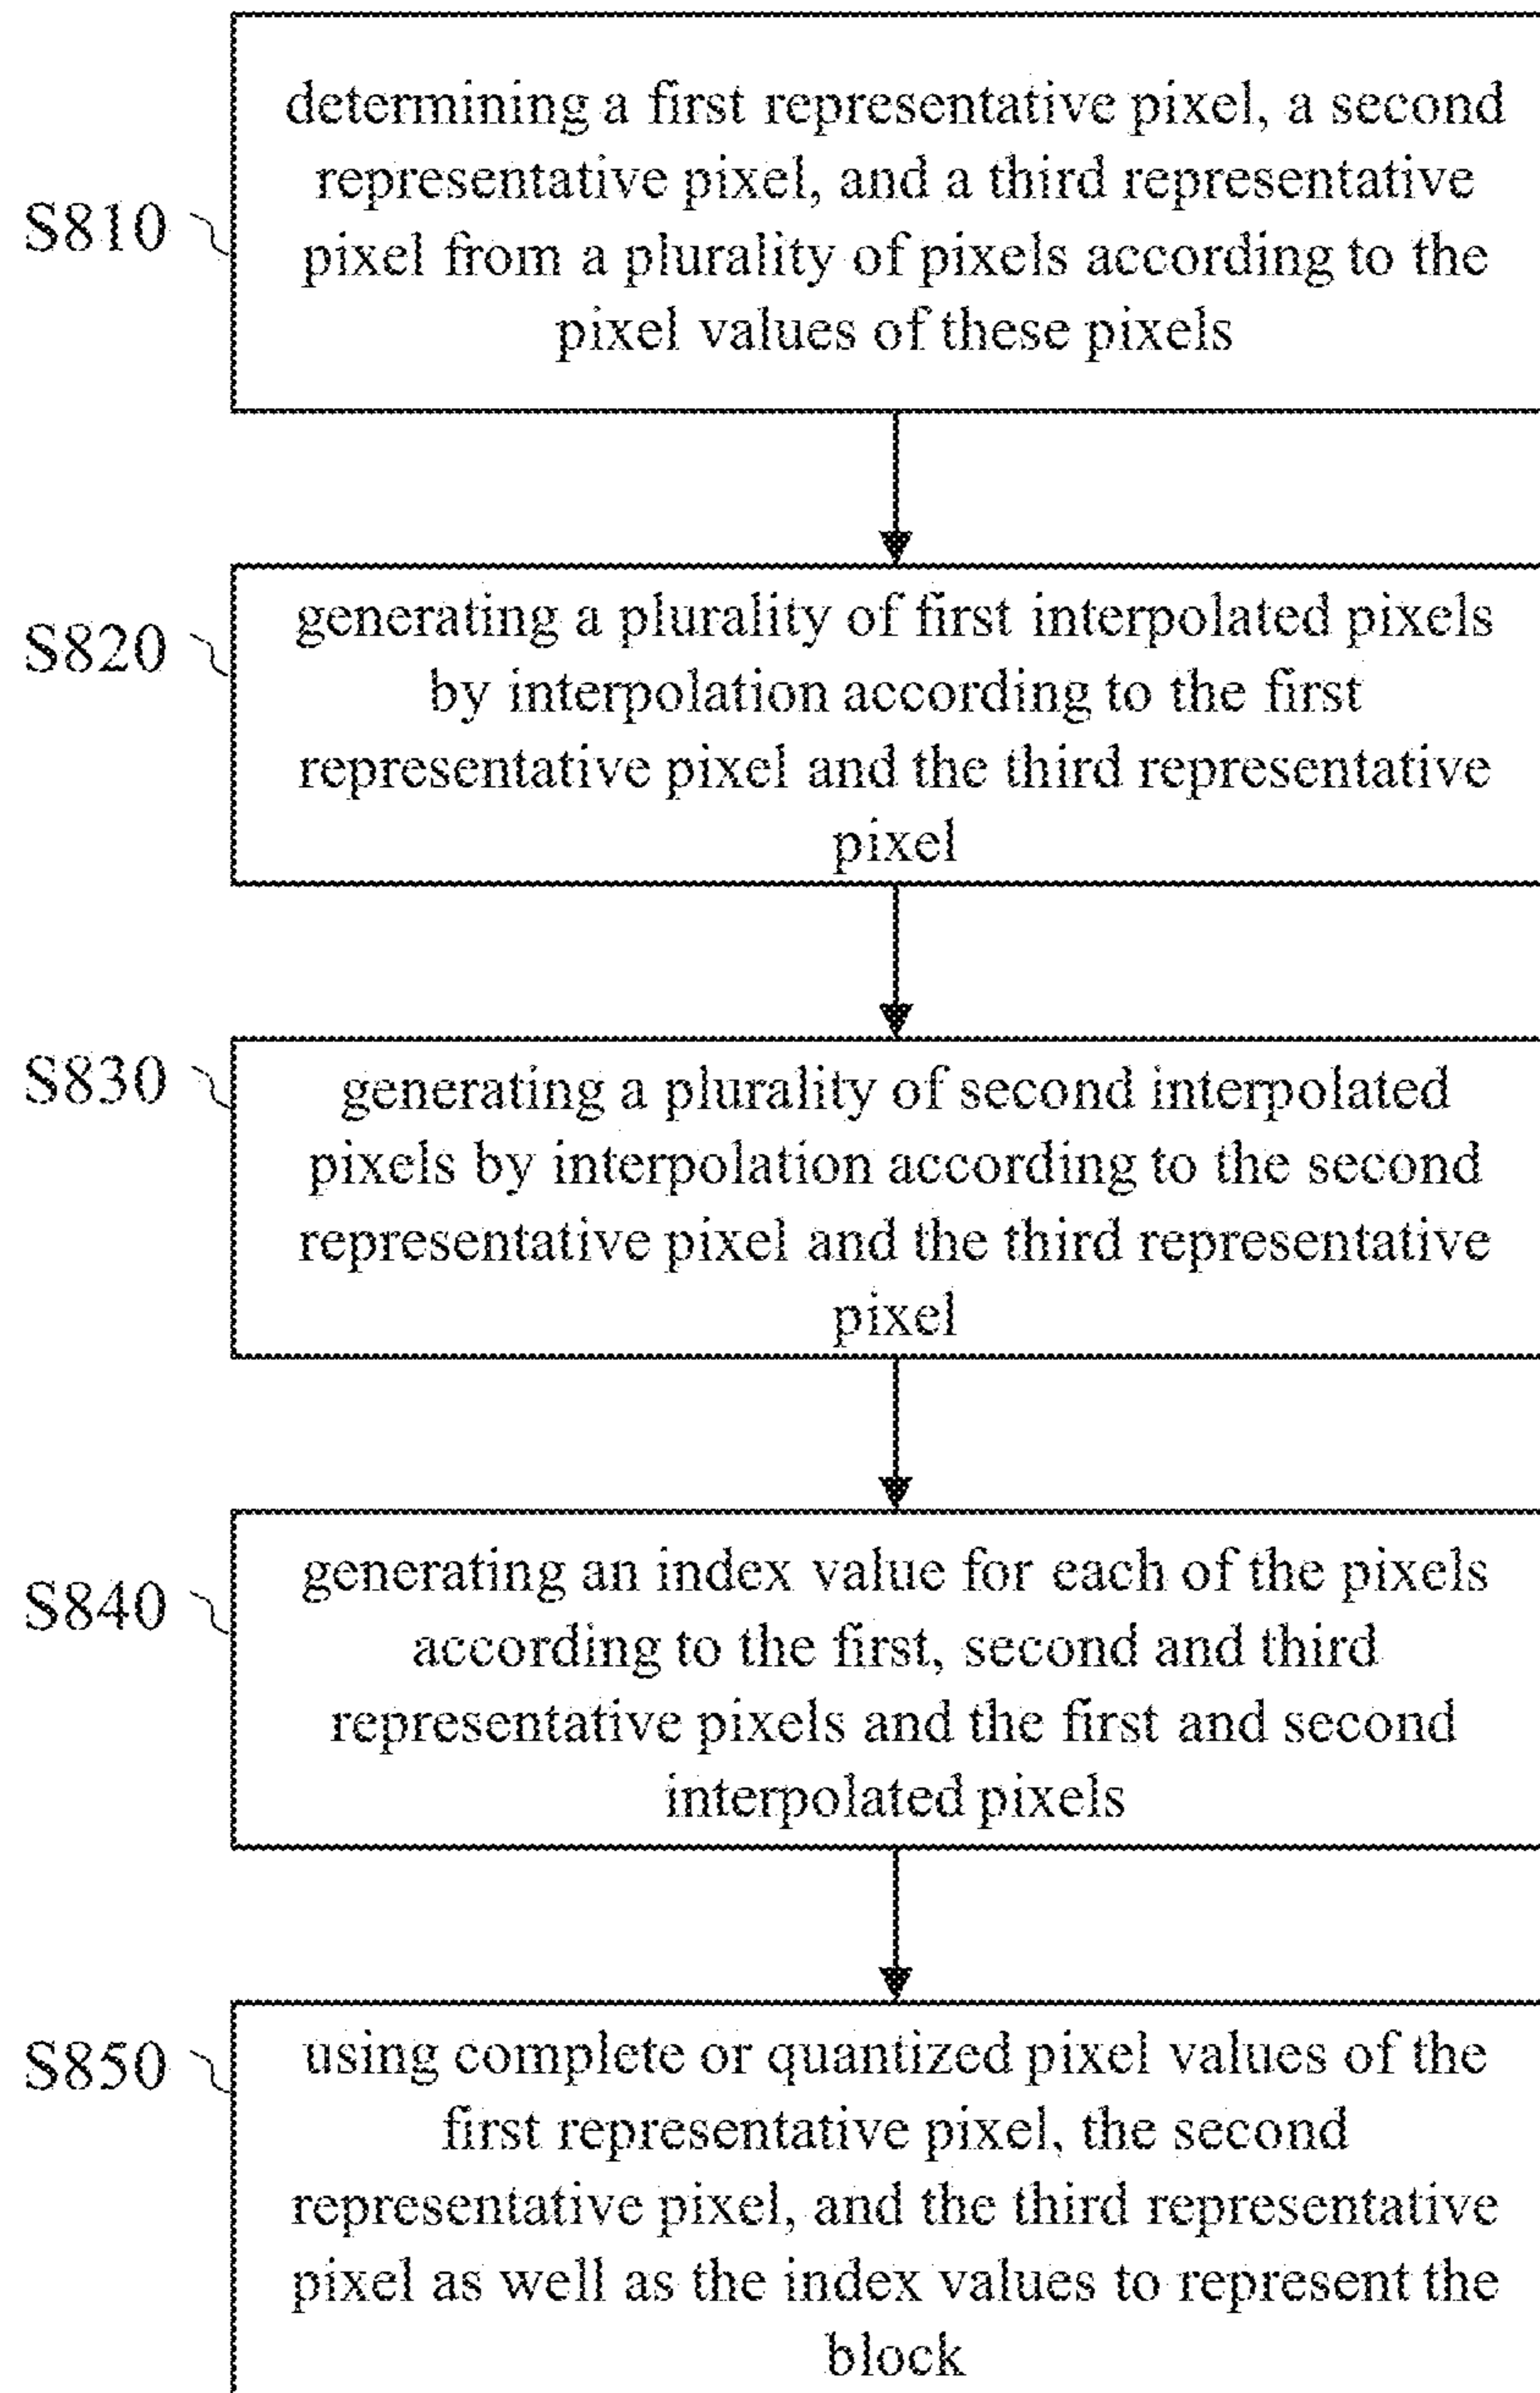 determining a first representative pixel, a second
representative pixel, and a third representative
S810
pixel from a plurality of pixels according to the
pixel values of these pixels
generating a plurality of first interpolated pixels
S820
by interpolation according to the first
representative pixel and the third representative
pixel
S830
generating a plurality of second interpolated
pixels by interpolation according to the second
representative pixel and the third representative
pixel
generating an index value for each of the pixels
S840
according to the first, second and third
representative pixels and the first and second
interpolated pixels
S850
using complete or quantized pixel values of the
first representative pixel, the second
representative pixel, and the third representative
pixel as well as the index values to represent the
block